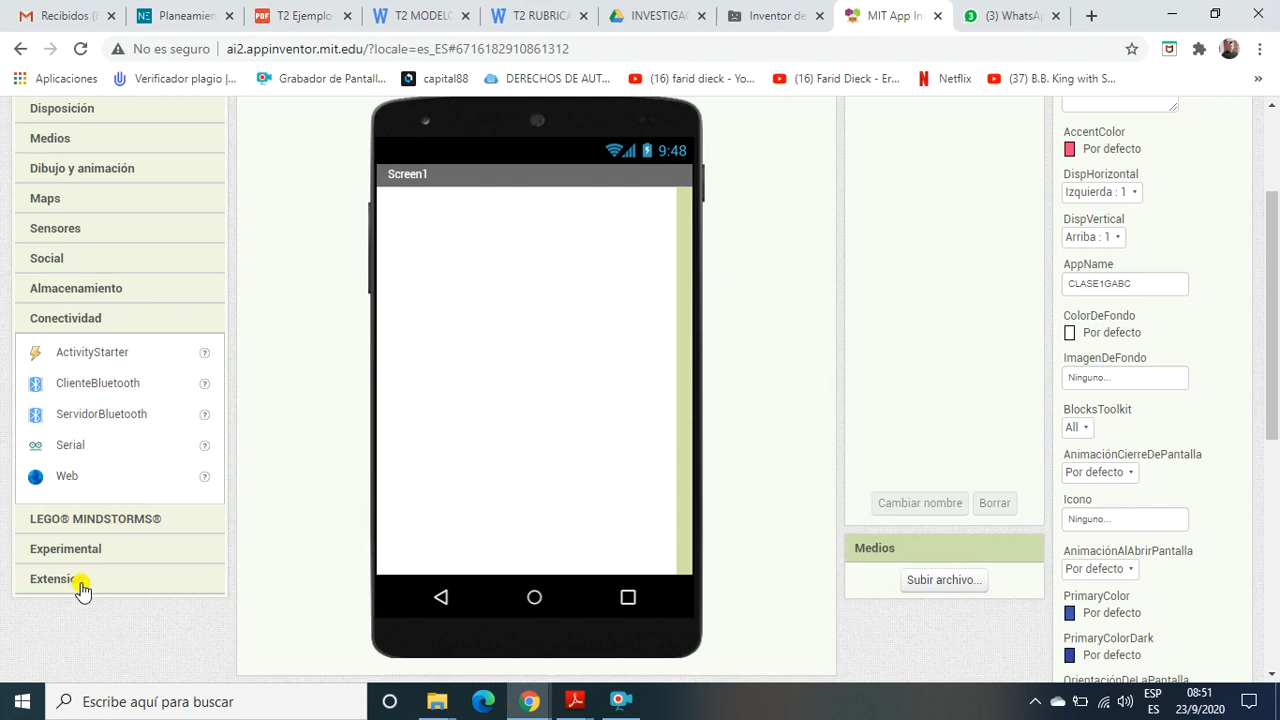 Recibidos (
Planeamien
T2 Ejemplo
T2 MODELO
T2 RUBRICA
INVESTIGAC
Inventor de
MIT App In
(3) WhatsA
No es seguro
ai2.appinventor.mit.edu/?locale=es_ES#6716182910861312
Aplicaciones
Verificador plagio |...
Grabador de Pantall...
capital88
DERECHOS DE AUT...
(16) farid dieck - Yo...
(16) Farid Dieck - Er...
Netflix
(37) B.B. King with S...
»
Disposición
Medios
Dibujo y animación
Maps
Sensores
Social
Almacenamiento
Conectividad
ActivityStarter
ClienteBluetooth
ServidorBluetooth
Serial
Web
LEGO® MINDSTORMS®
Experimental
Extensio
9:48
Screen1
Cambiar nombre
Borrar
Medios
Subir archivo...
AccentColor
Por defecto
DispHorizontal
Izquierda : 1
DispVertical
Arriba : 1
AppName
CLASE1GABC
ColorDeFondo
Por defecto
ImagenDeFondo
Ninguno...
BlocksToolkit
All
AnimaciónCierreDePantalla
Por defecto
Icono
Ninguno...
AnimaciónAlAbrirPantalla
Por defecto
PrimaryColor
Por defecto
PrimaryColorDark
Por defecto
OrientaciónDeLaPantalla
Escribe aquí para buscar
ESP
ES
08:51
23/9/2020